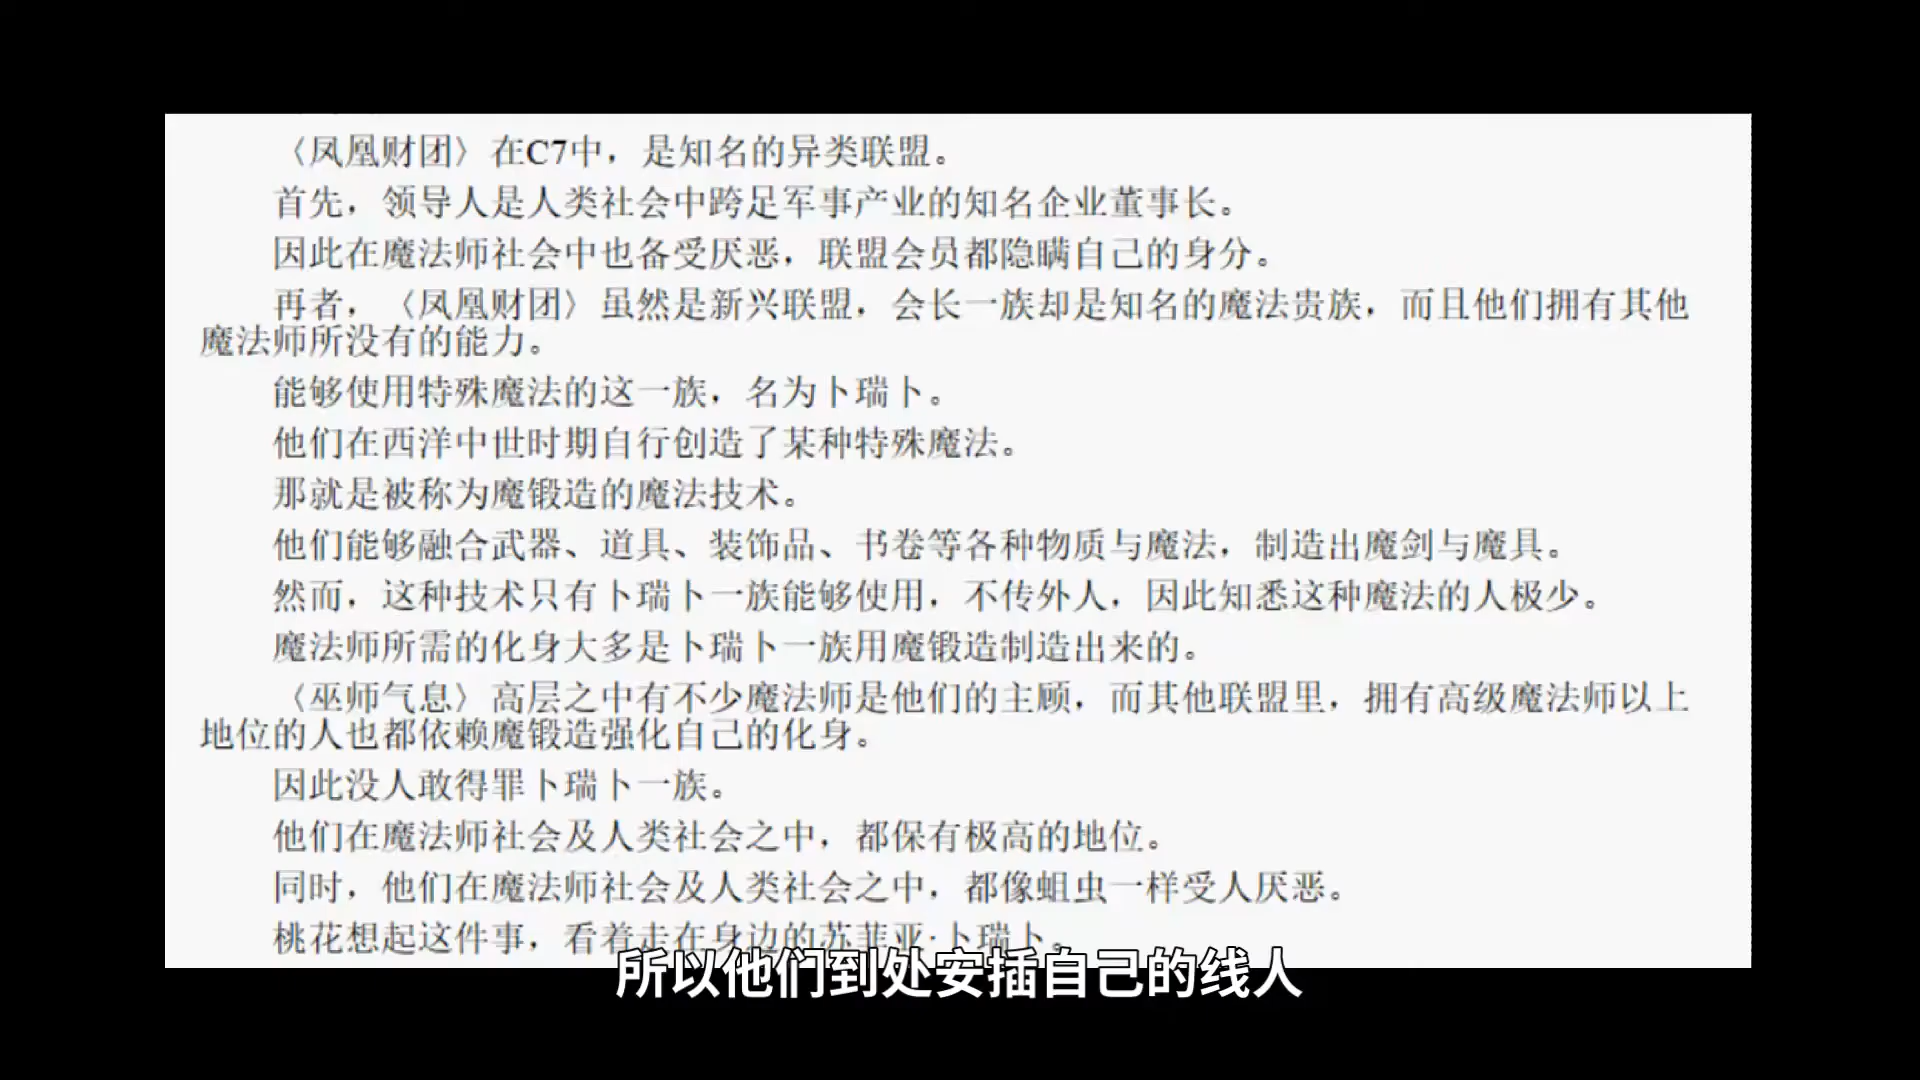 〈凤凰财团〉在C7中，是知名的异类联盟。
首先，领导人是人类社会中跨足军事产业的知名企业董事长。
因此在魔法师社会中也备受厌恶，联盟会员都隐瞒自己的身分。
再者，〈凤凰财团〉虽然是新兴联盟，会长一族却是知名的魔法贵族，而且他们拥有其他
魔法师所没有的能力。
能够使用特殊魔法的这一族，名为卜瑞卜。
他们在西洋中世时期自行创造了某种特殊魔法。
那就是被称为魔锻造的魔法技术。
他们能够融合武器、道具、装饰品、书卷等各种物质与魔法，制造出魔剑与魔具。
然而，这种技术只有卜瑞卜一族能够使用，不传外人，因此知悉这种魔法的人极少。
魔法师所需的化身大多是卜瑞卜一族用魔锻造制造出来的。
〈巫师气息〉高层之中有不少魔法师是他们的主顾，而其他联盟里，拥有高级魔法师以上
地位的人也都依赖魔锻造强化自己的化身。
因此没人敢得罪卜瑞卜一族。
他们在魔法师社会及人类社会之中，都保有极高的地位。
同时，他们在魔法师社会及人类社会之中，都像蛆虫一样受人厌恶。
桃花想起这件事，看着走在身边的苏菲亚·卜瑞卜。
所以他们到处安插自己的线人